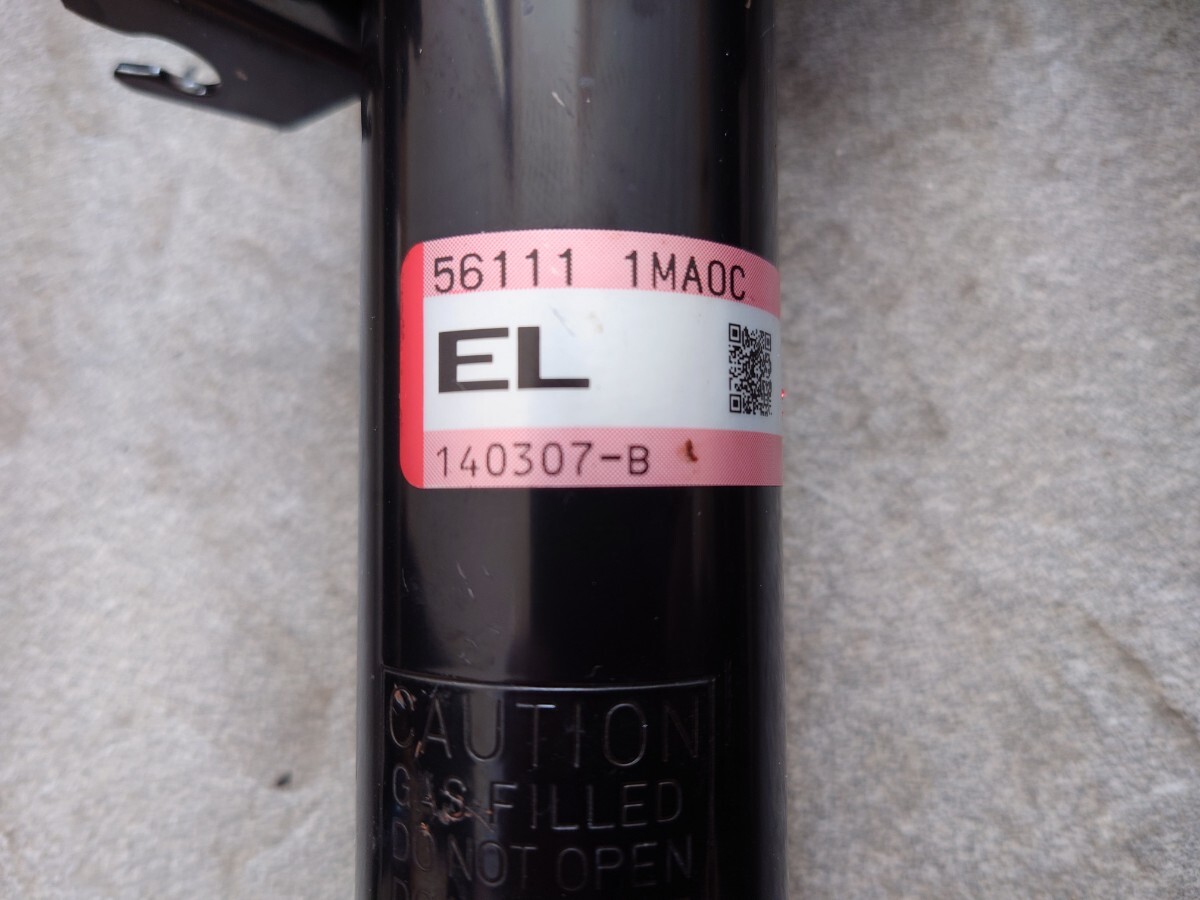 56111 1MA0C
EL
140307-B
CAUTION
GAS FILLED
DO NOT OPEN